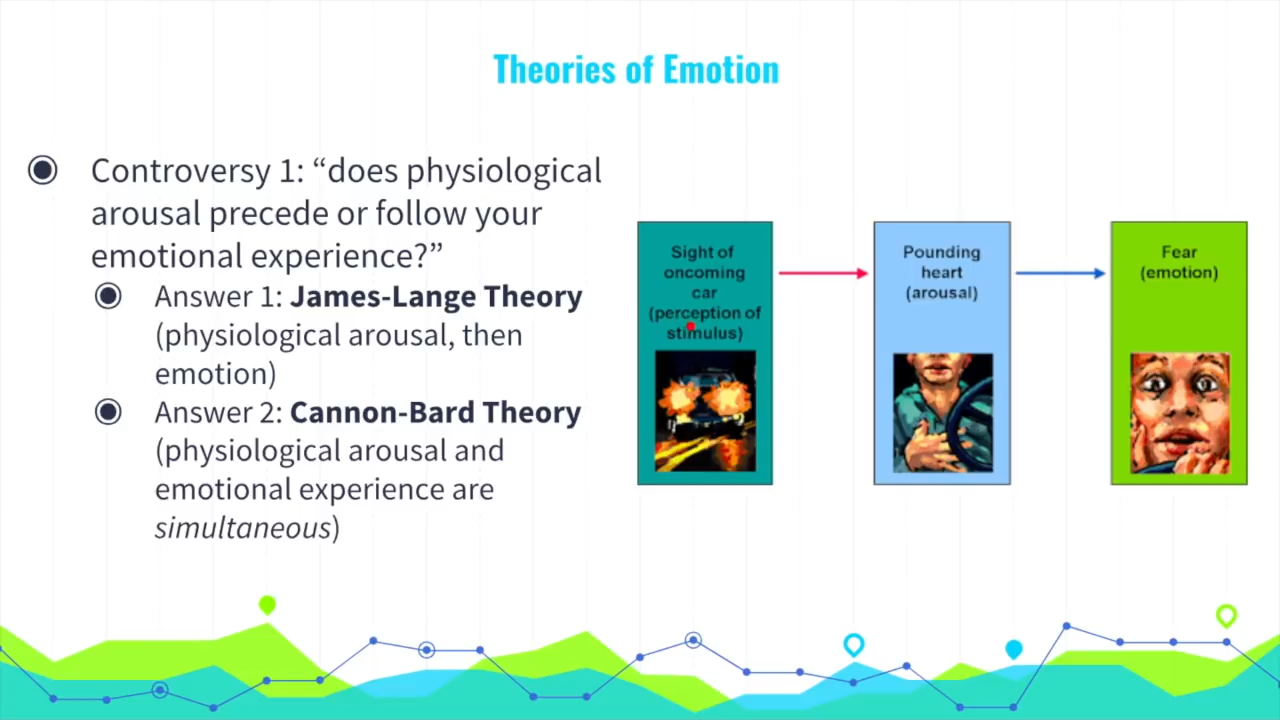 Theories of Emotion
Controversy 1: “does physiological
arousal precede or follow your
emotional experience?”
Answer 1: James-Lange Theory
(physiological arousal, then
emotion)
Answer 2: Cannon-Bard Theory
(physiological arousal and
emotional experience are
simultaneous)
Sight of
oncoming
car
(perception of
stimulus)
Pounding
heart
(arousal)
Fear
(emotion)